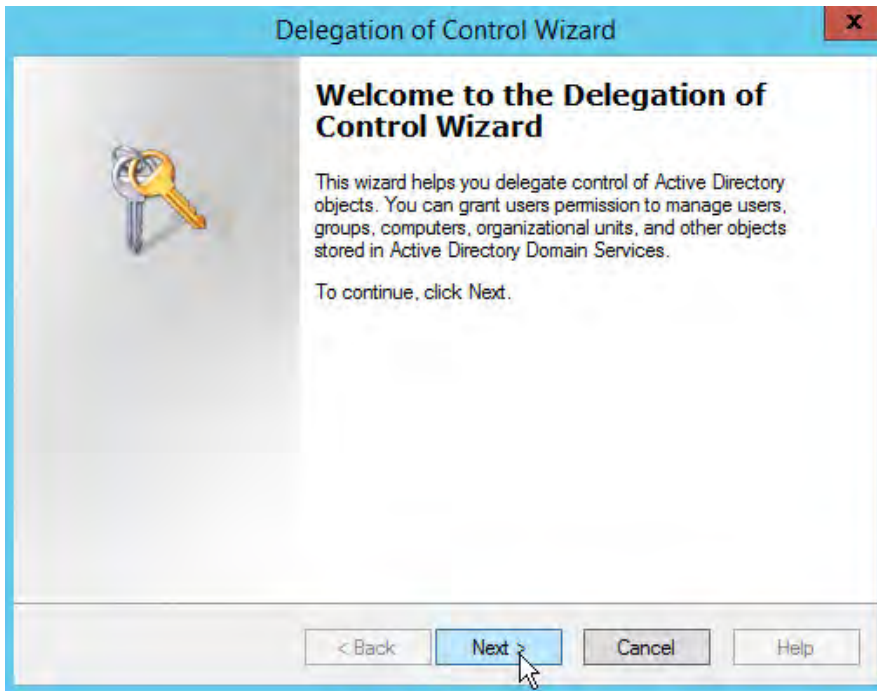 Delegation of Control Wizard
x
Welcome to the Delegation of
Control Wizard
This wizard helps you delegate control of Active Directory
objects. You can grant users permission to manage users,
groups, computers, organizational units, and other objects
stored in Active Directory Domain Services.
To continue, click Next.
< Back Next > Cancel Help